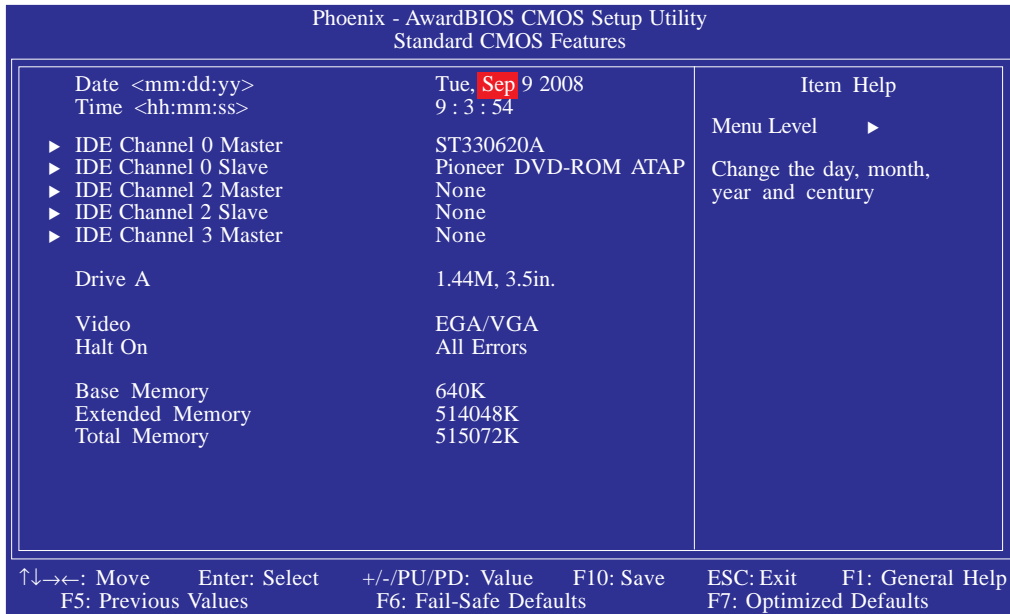 Phoenix - AwardBIOS CMOS Setup Utility
Standard CMOS Features
Date <mm:dd:yy> Tue, Sep 9 2008
Time <hh:mm:ss> 9 : 3 : 54
▶ IDE Channel 0 Master ST330620A
▶ IDE Channel 0 Slave Pioneer DVD-ROM ATAP
▶ IDE Channel 2 Master None
▶ IDE Channel 2 Slave None
▶ IDE Channel 3 Master None
Drive A 1.44M, 3.5in.
Video EGA/VGA
Halt On All Errors
Base Memory 640K
Extended Memory 514048K
Total Memory 515072K
Item Help
Menu Level ▶
Change the day, month,
year and century
↑↓→←: Move Enter: Select +/-/PU/PD: Value F10: Save ESC: Exit F1: General Help
F5: Previous Values F6: Fail-Safe Defaults F7: Optimized Defaults